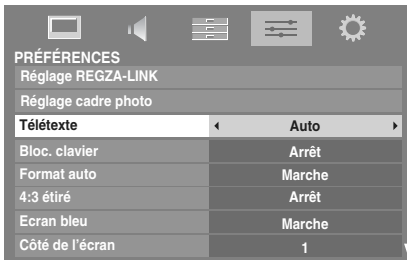 PRÉFÉRENCES
Réglage REGZA-LINK
Réglage cadre photo
Télétexte Auto
Bloc. clavier Arrêt
Format auto Marche
4:3 étiré Arrêt
Ecran bleu Marche
Côté de l'écran 1